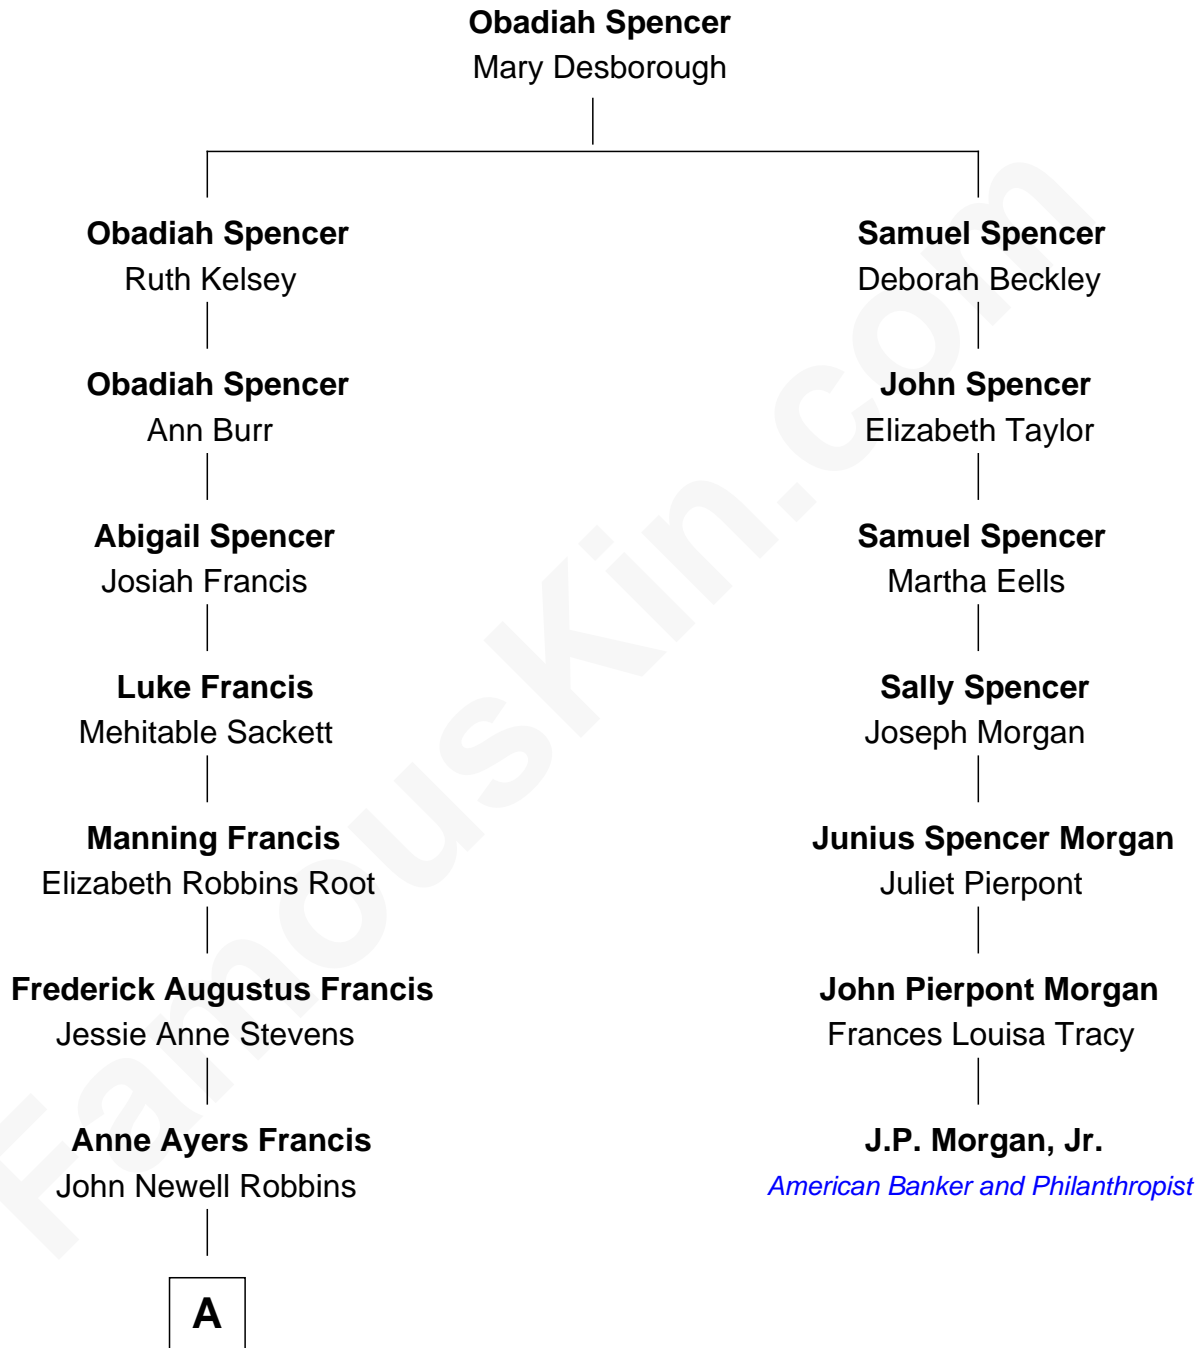 Obadiah Spencer
Mary Desborough
Obadiah Spencer
Ruth Kelsey
Samuel Spencer
Deborah Beckley
Obadiah Spencer
Ann Burr
John Spencer
Elizabeth Taylor
Abigail Spencer
Josiah Francis
Samuel Spencer
Martha Eells
Luke Francis
Mehitable Sackett
Sally Spencer
Joseph Morgan
Manning Francis
Elizabeth Robbins Root
Junius Spencer Morgan
Juliet Pierpont
Frederick Augustus Francis
Jessie Anne Stevens
John Pierpont Morgan
Frances Louisa Tracy
Anne Ayers Francis
John Newell Robbins
J.P. Morgan, Jr.
American Banker and Philanthropist
A
FamousKin.com